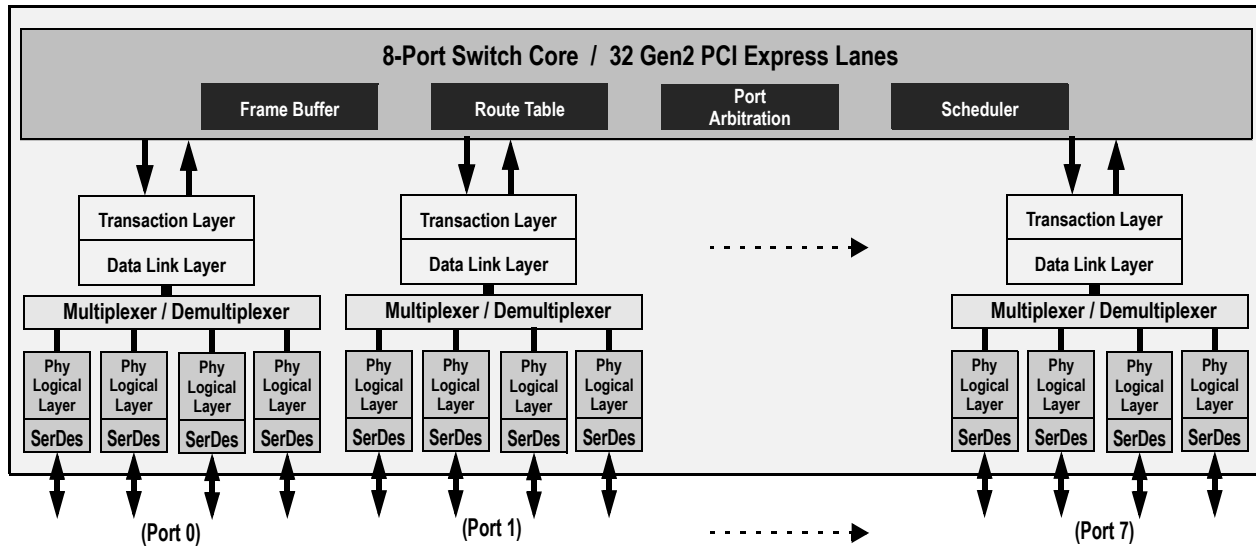 8-Port Switch Core / 32 Gen2 PCI Express Lanes
Frame Buffer
Route Table
Port
Arbitration
Scheduler
Transaction Layer
Data Link Layer
Multiplexer / Demultiplexer
Phy
Logical
Layer
SerDes
Phy
Logical
Layer
SerDes
Phy
Logical
Layer
SerDes
Phy
Logical
Layer
SerDes
(Port 0)
Transaction Layer
Data Link Layer
Multiplexer / Demultiplexer
Phy
Logical
Layer
SerDes
Phy
Logical
Layer
SerDes
Phy
Logical
Layer
SerDes
Phy
Logical
Layer
SerDes
(Port 1)
Transaction Layer
Data Link Layer
Multiplexer / Demultiplexer
Phy
Logical
Layer
SerDes
Phy
Logical
Layer
SerDes
Phy
Logical
Layer
SerDes
Phy
Logical
Layer
SerDes
(Port 7)